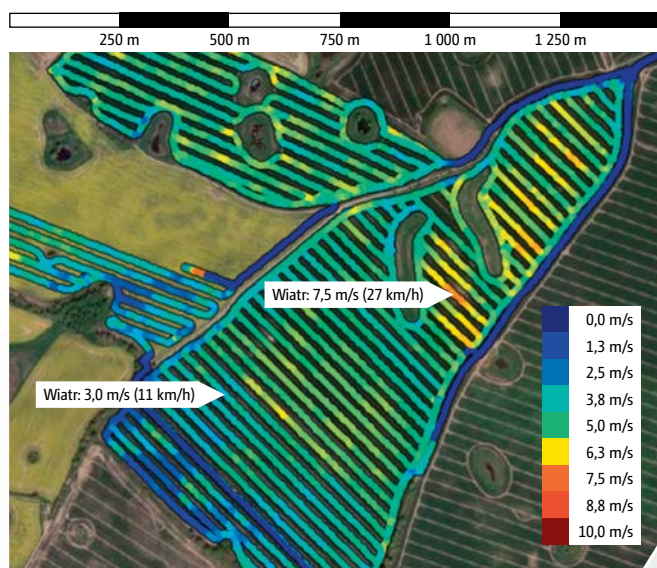 250 m 500 m 750 m 1 000 m 1 250 m
Wiatr: 7,5 m/s (27 km/h)
Wiatr: 3,0 m/s (11 km/h)
0,0 m/s
1,3 m/s
2,5 m/s
3,8 m/s
5,0 m/s
6,3 m/s
7,5 m/s
8,8 m/s
10,0 m/s